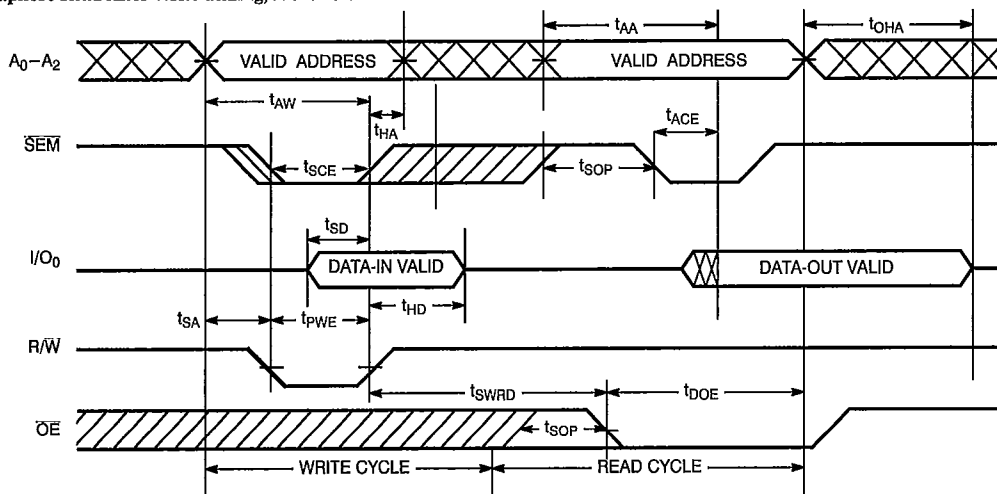 tAA
tOHA
A0–A2
VALID ADDRESS
VALID ADDRESS
tAW
tHA
tACE
SEM
tSCE
tSOP
tSD
I/O0
DATA-IN VALID
DATA-OUT VALID
tSA
tPWE
tHD
R/W
tSWRD
tDOE
OE
tSOP
WRITE CYCLE
READ CYCLE